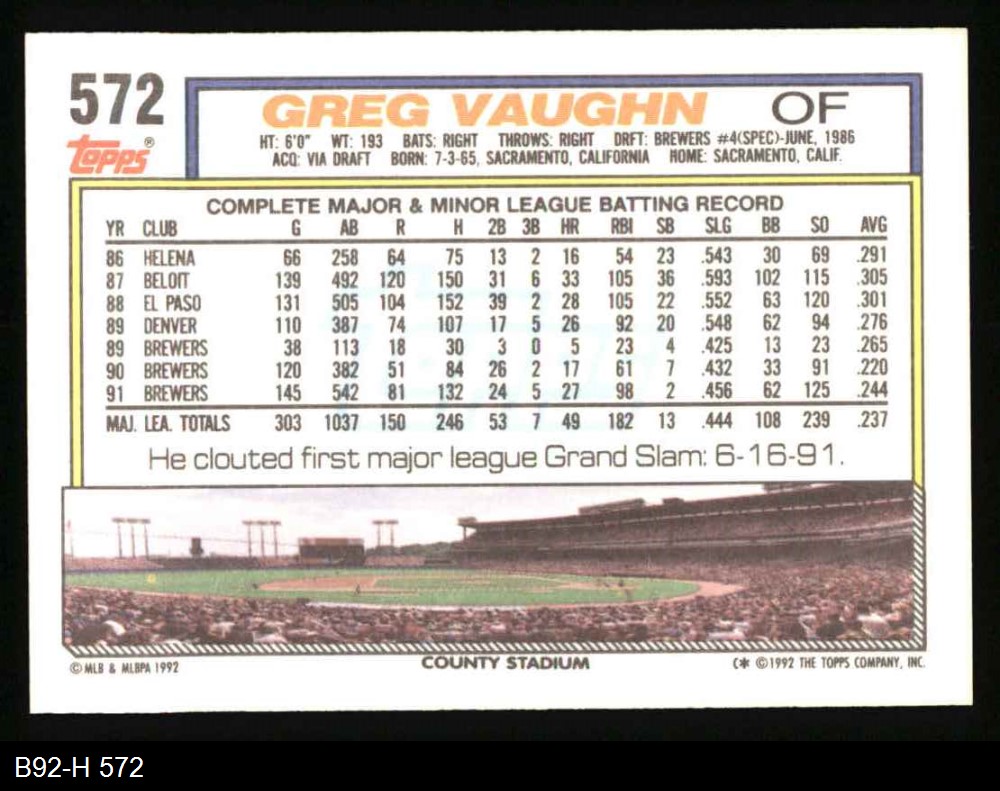 572
GREG VAUGHN OF
Topps®
HT: 6'0" WT: 193 BATS: RIGHT THROWS: RIGHT DRFT: BREWERS #4(SPEC)-JUNE, 1986
ACQ: VIA DRAFT BORN: 7-3-65, SACRAMENTO, CALIFORNIA HOME: SACRAMENTO, CALIF.
COMPLETE MAJOR & MINOR LEAGUE BATTING RECORD
YR CLUB G AB R H 2B 3B HR RBI SB SLG BB SO AVG
86 HELENA 66 258 64 75 13 2 16 54 23 .543 30 69 .291
87 BELOIT 139 492 120 150 31 6 33 105 36 .593 102 115 .305
88 EL PASO 131 505 104 152 39 2 28 105 22 .552 63 120 .301
89 DENVER 110 387 74 107 17 5 26 92 20 .548 62 94 .276
89 BREWERS 38 113 18 30 3 0 5 23 4 .425 13 23 .265
90 BREWERS 120 382 51 84 26 2 17 61 7 .432 33 91 .220
91 BREWERS 145 542 81 132 24 5 27 98 2 .456 62 125 .244
MAJ. LEA. TOTALS 303 1037 150 246 53 7 49 182 13 .444 108 239 .237
He clouted first major league Grand Slam: 6-16-91.
© MLB & MLBPA 1992
COUNTY STADIUM
C* © 1992 THE TOPPS COMPANY, INC.
B92-H 572